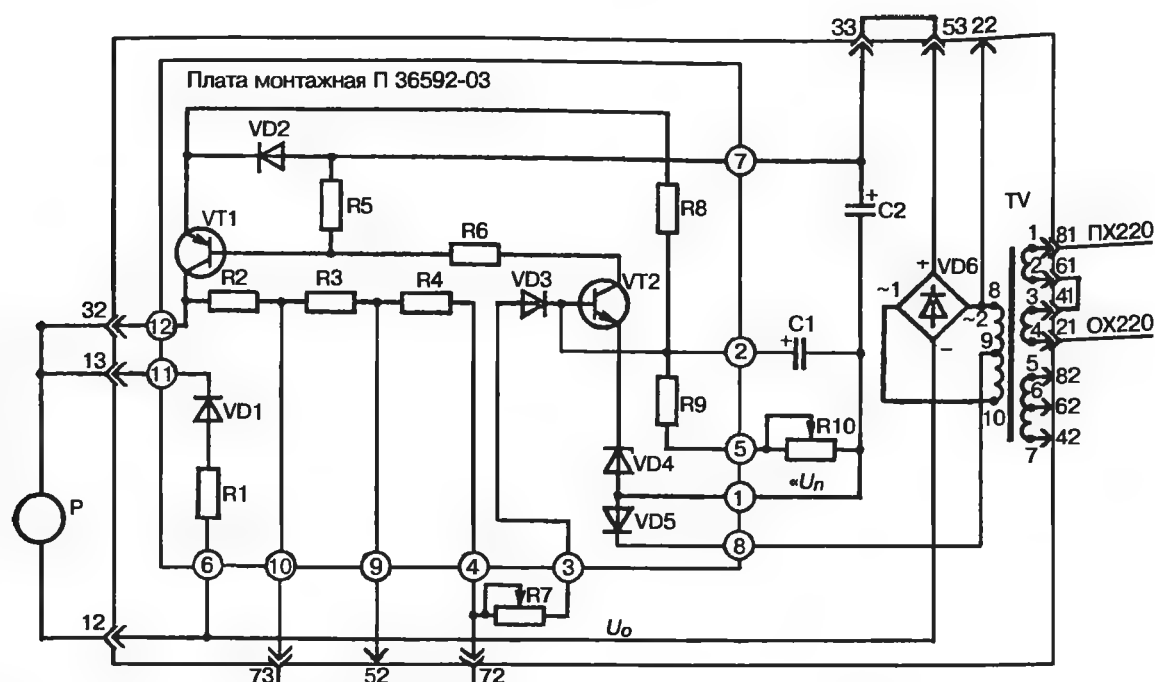 33 53 22
Плата монтажная П 36592-03
VD2
7
R5
R8
+
C2
TV
VT1
R6
1 81 ПХ220
R2 R3 R4
VD3
VT2
+ VD6
2 61
~1
8
3 41
32
12
~2
4 21 ОХ220
13
11
2
+
C1
9
−
5 82
VD1
R9
10
6 62
5
R10
7 42
«Uп
P
R1
VD4
1
VD5
8
6 10 9 4 3
R7
12
Uo
73 52 72